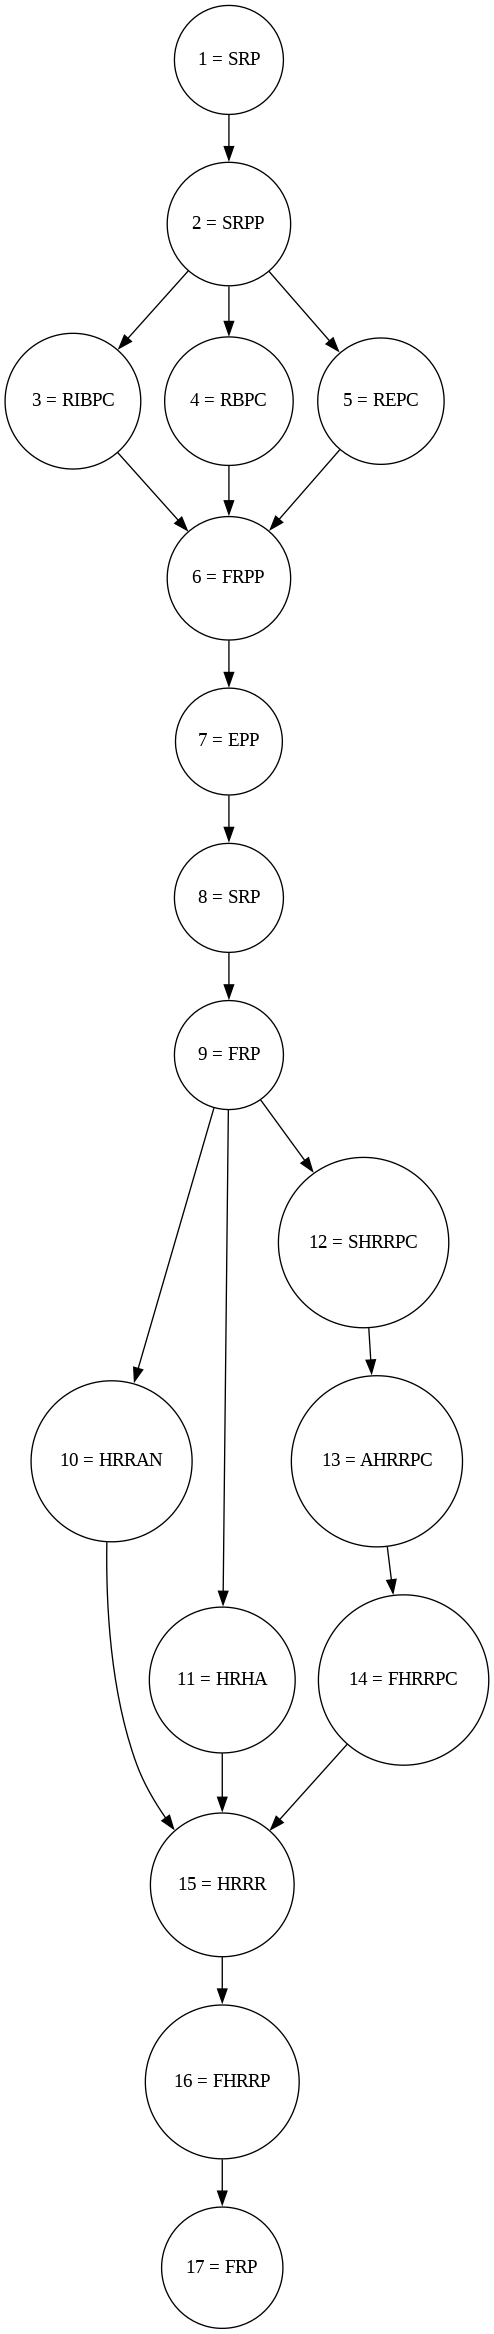 1 = SRP
2 = SRPP
3 = RIBPC
4 = RBPC
5 = REPC
6 = FRPP
7 = EPP
8 = SRP
9 = FRP
12 = SHRRPC
10 = HRRAN
13 = AHRRPC
11 = HRHA
14 = FHRRPC
15 = HRRR
16 = FHRRP
17 = FRP